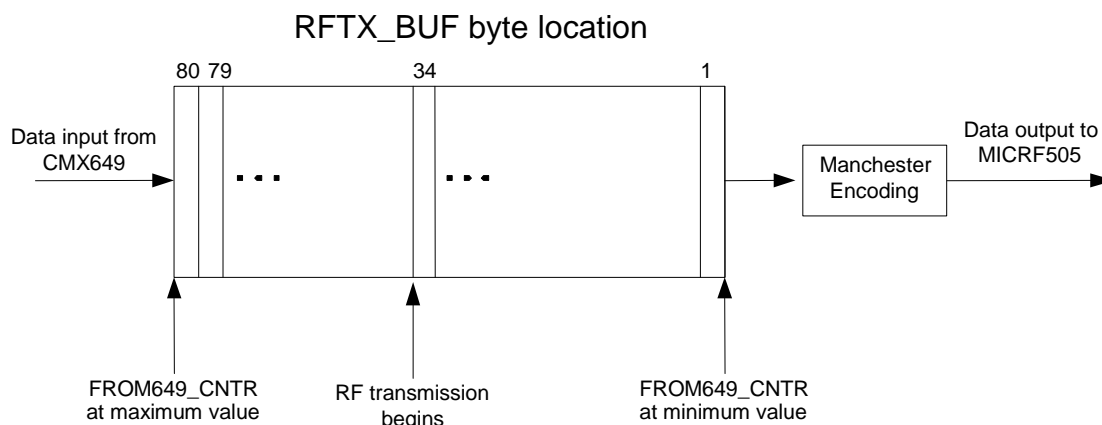 RFTX_BUF byte location
80 79 34 1
Data input from
CMX649
Manchester
Encoding
Data output to
MICRF505
FROM649_CNTR
at maximum value
RF transmission
begins
FROM649_CNTR
at minimum value